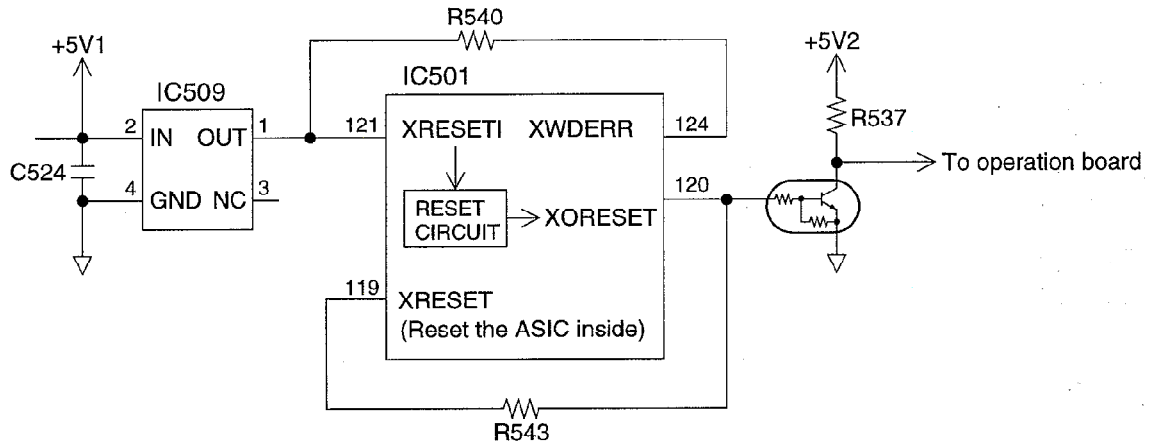 R540
+5V1
+5V2
IC509
IC501
R537
2 IN OUT 1
121 XRESETI XWDERR 124
To operation board
C524
4 GND NC 3
120
RESET
CIRCUIT
XORESET
119 XRESET
(Reset the ASIC inside)
R543